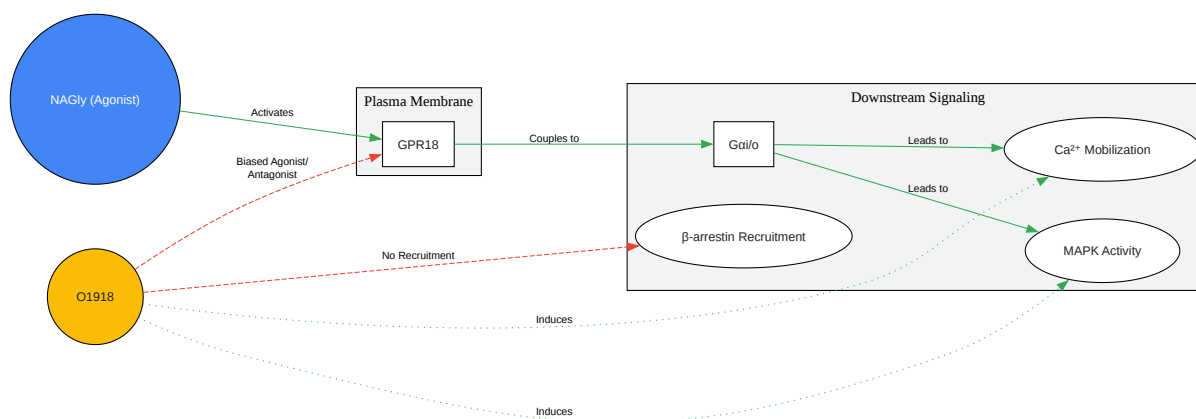 NAGly (Agonist)
Activates
Biased Agonist/
Antagonist
Plasma Membrane
GPR18
Couples to
Downstream Signaling
Gαi/o
Leads to
Ca²⁺ Mobilization
Leads to
β-arrestin Recruitment
MAPK Activity
No Recruitment
O1918
Induces
Induces